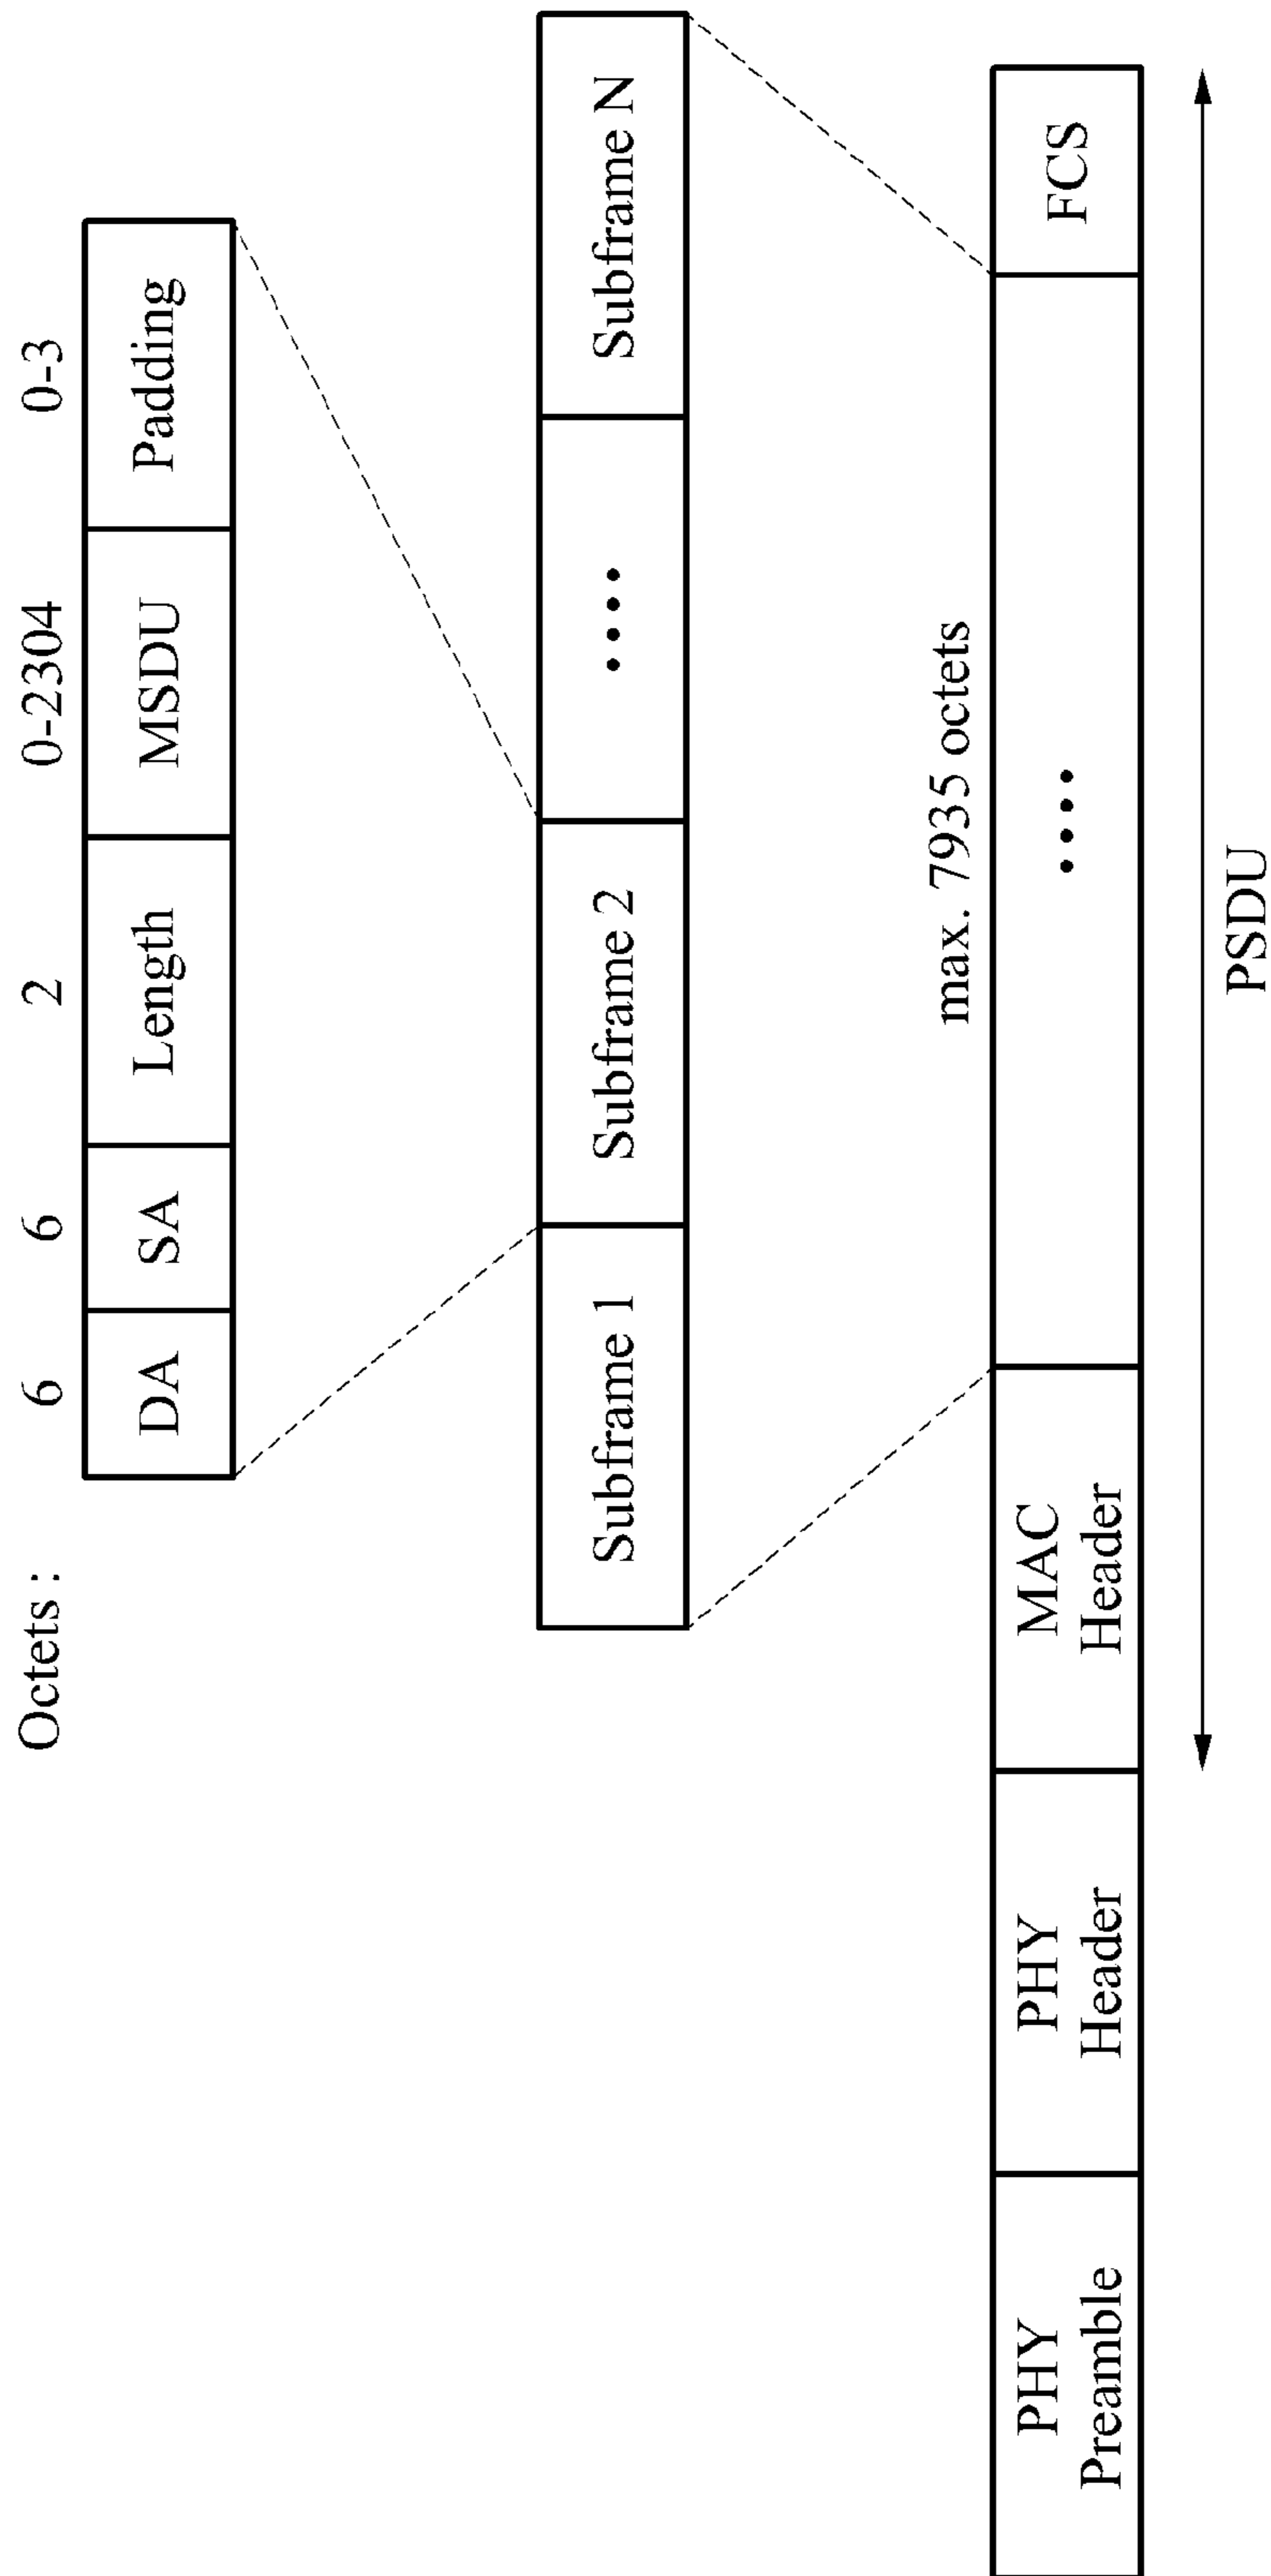 Octets : 6 6 2 0-2304 0-3
DA SA Length MSDU Padding
Subframe 1 Subframe 2 •••• Subframe N
max. 7935 octets
PHY Preamble PHY Header MAC Header •••• FCS
PSDU